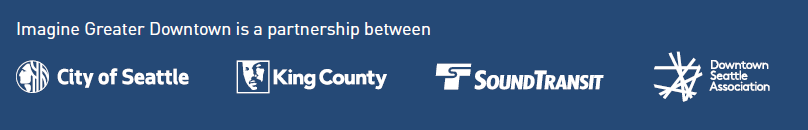 Imagine Greater Downtown is a partnership between
City of Seattle
King County
SOUNDTRANSIT
Downtown
Seattle
Association